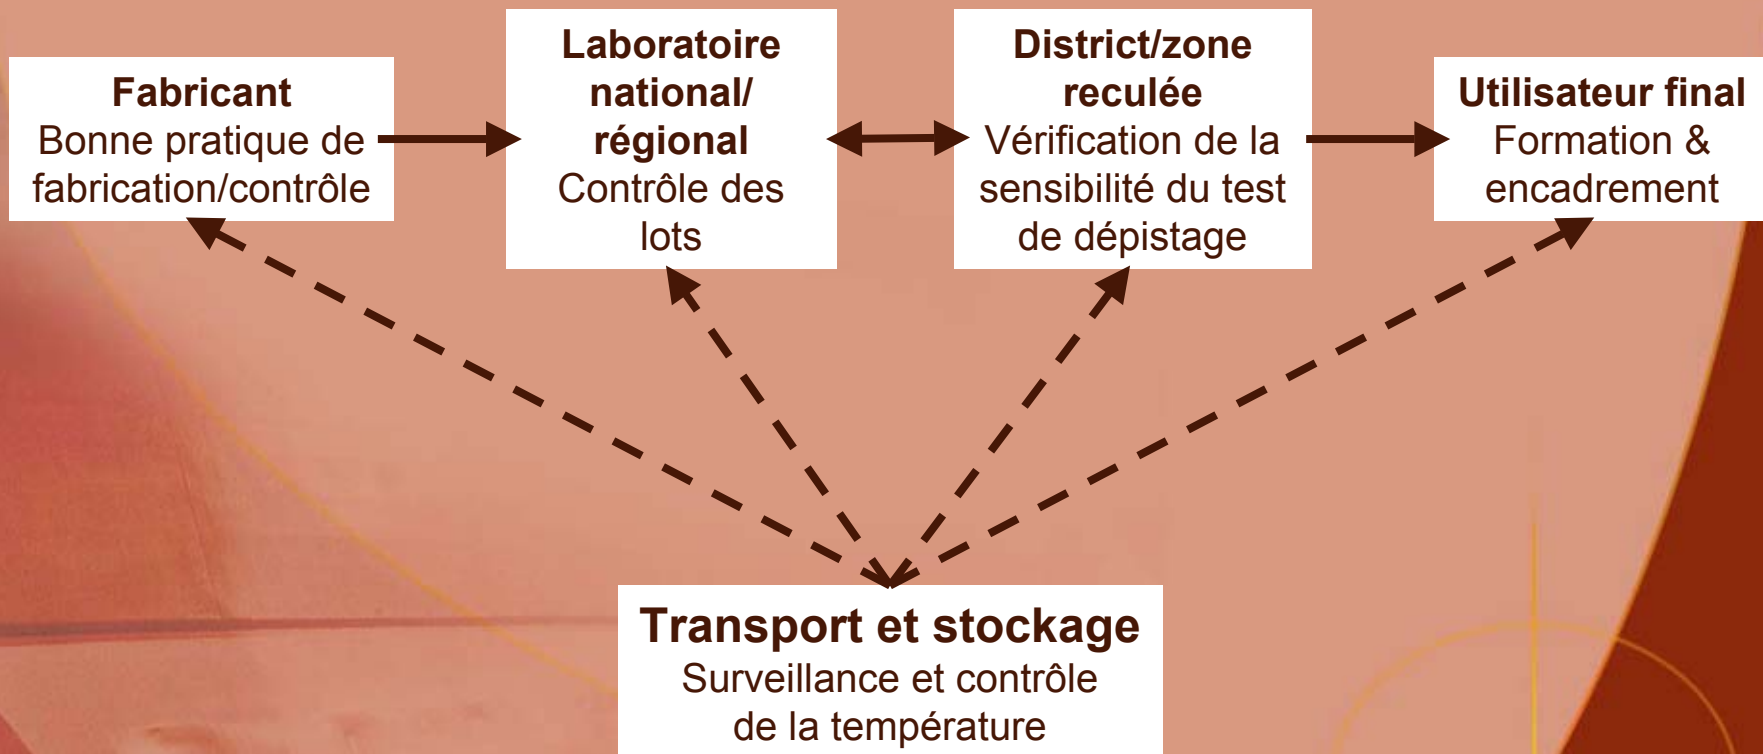 Fabricant
Bonne pratique de
fabrication/contrôle
Laboratoire
national/
régional
Contrôle des
lots
District/zone
reculée
Vérification de la
sensibilité du test
de dépistage
Utilisateur final
Formation &
encadrement
Transport et stockage
Surveillance et contrôle
de la température